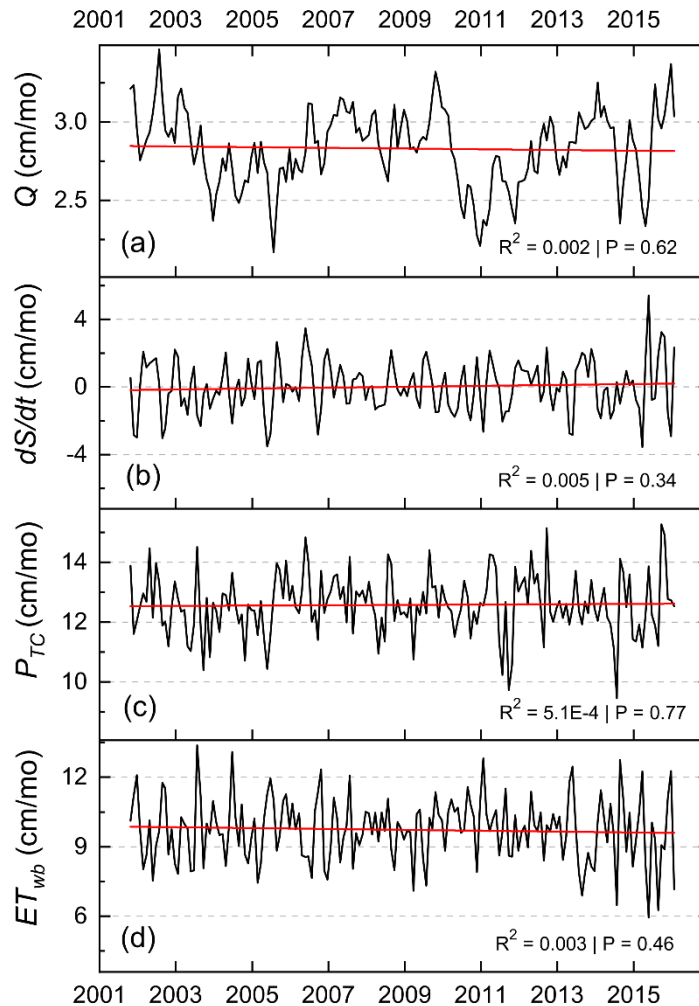 2001 2003 2005 2007 2009 2011 2013 2015
Q (cm/mo)
3.0
2.5
(a)
R² = 0.002 | P = 0.62
dS/dt (cm/mo)
4
0
-4
(b)
R² = 0.005 | P = 0.34
P_TC (cm/mo)
14
12
10
(c)
R² = 5.1E-4 | P = 0.77
ET_wb (cm/mo)
12
9
6
(d)
R² = 0.003 | P = 0.46
2001 2003 2005 2007 2009 2011 2013 2015